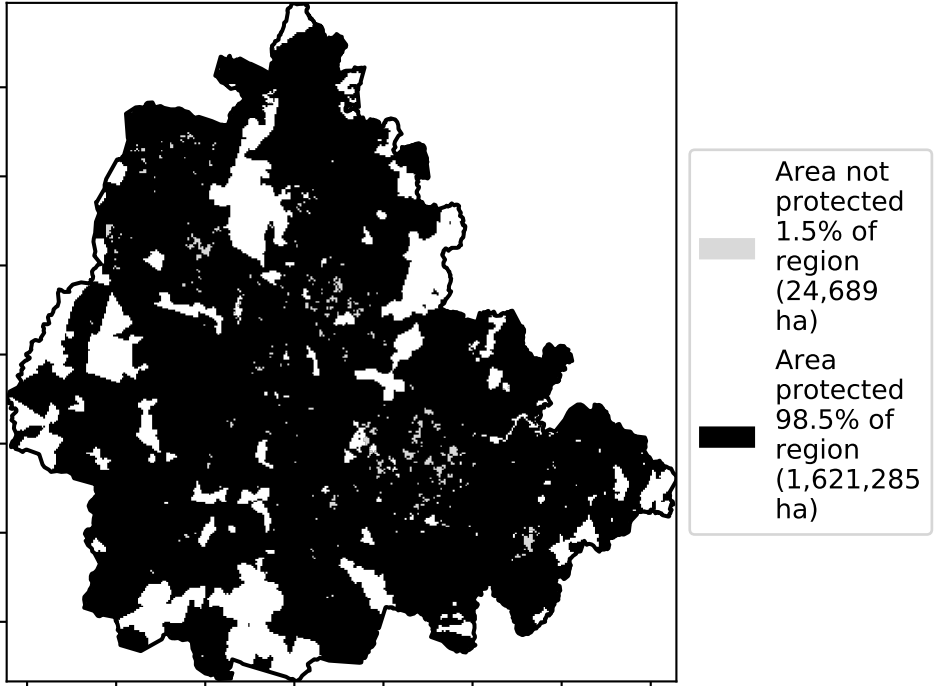 Area not
protected
1.5% of
region
(24,689
ha)
Area
protected
98.5% of
region
(1,621,285
ha)